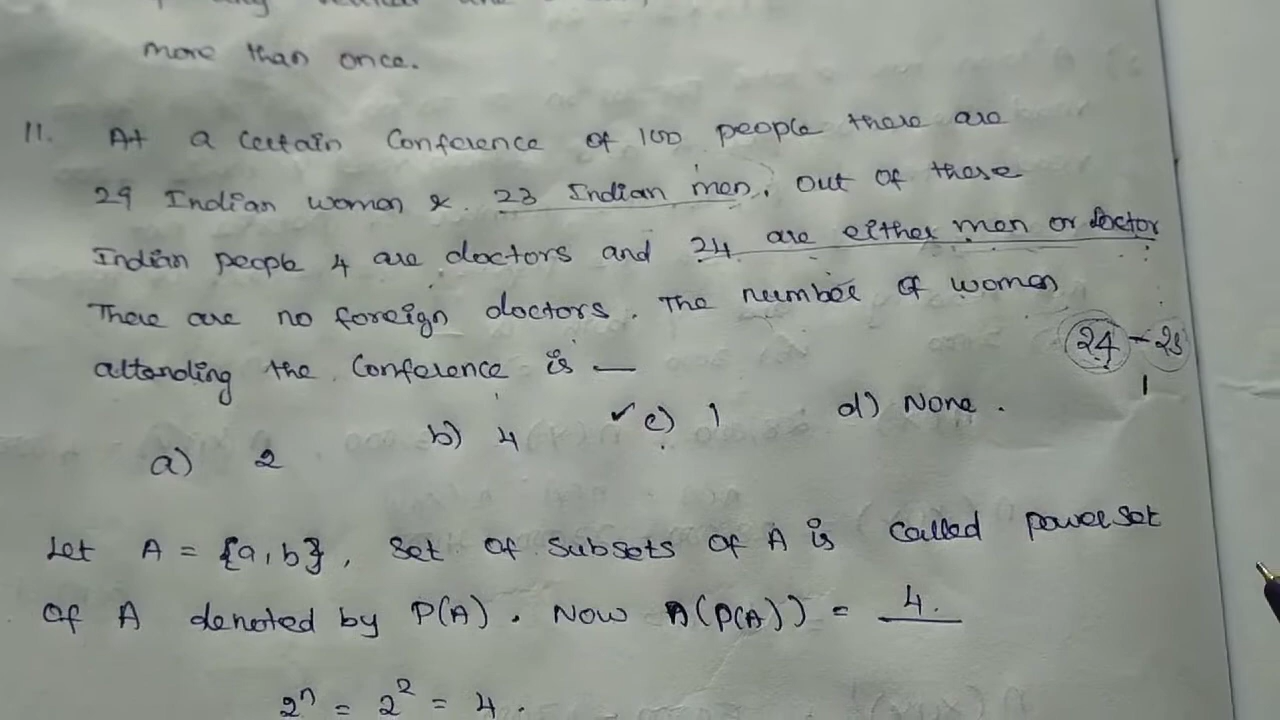 more than once.
11. At a certain Conference of 100 people there are
29 Indian women & 23 Indian men. Out of these
Indian people 4 are doctors and 24 are either men or doctor
There are no foreign doctors. The number of women
attending the Conference is —
24 - 23
1
a) 2 b) 4 ✓ c) 1 d) None.
Let A = {a, b}, Set of Subsets of A is called powerset
of A denoted by P(A). Now n(P(A)) = 4.
2ⁿ = 2² = 4.